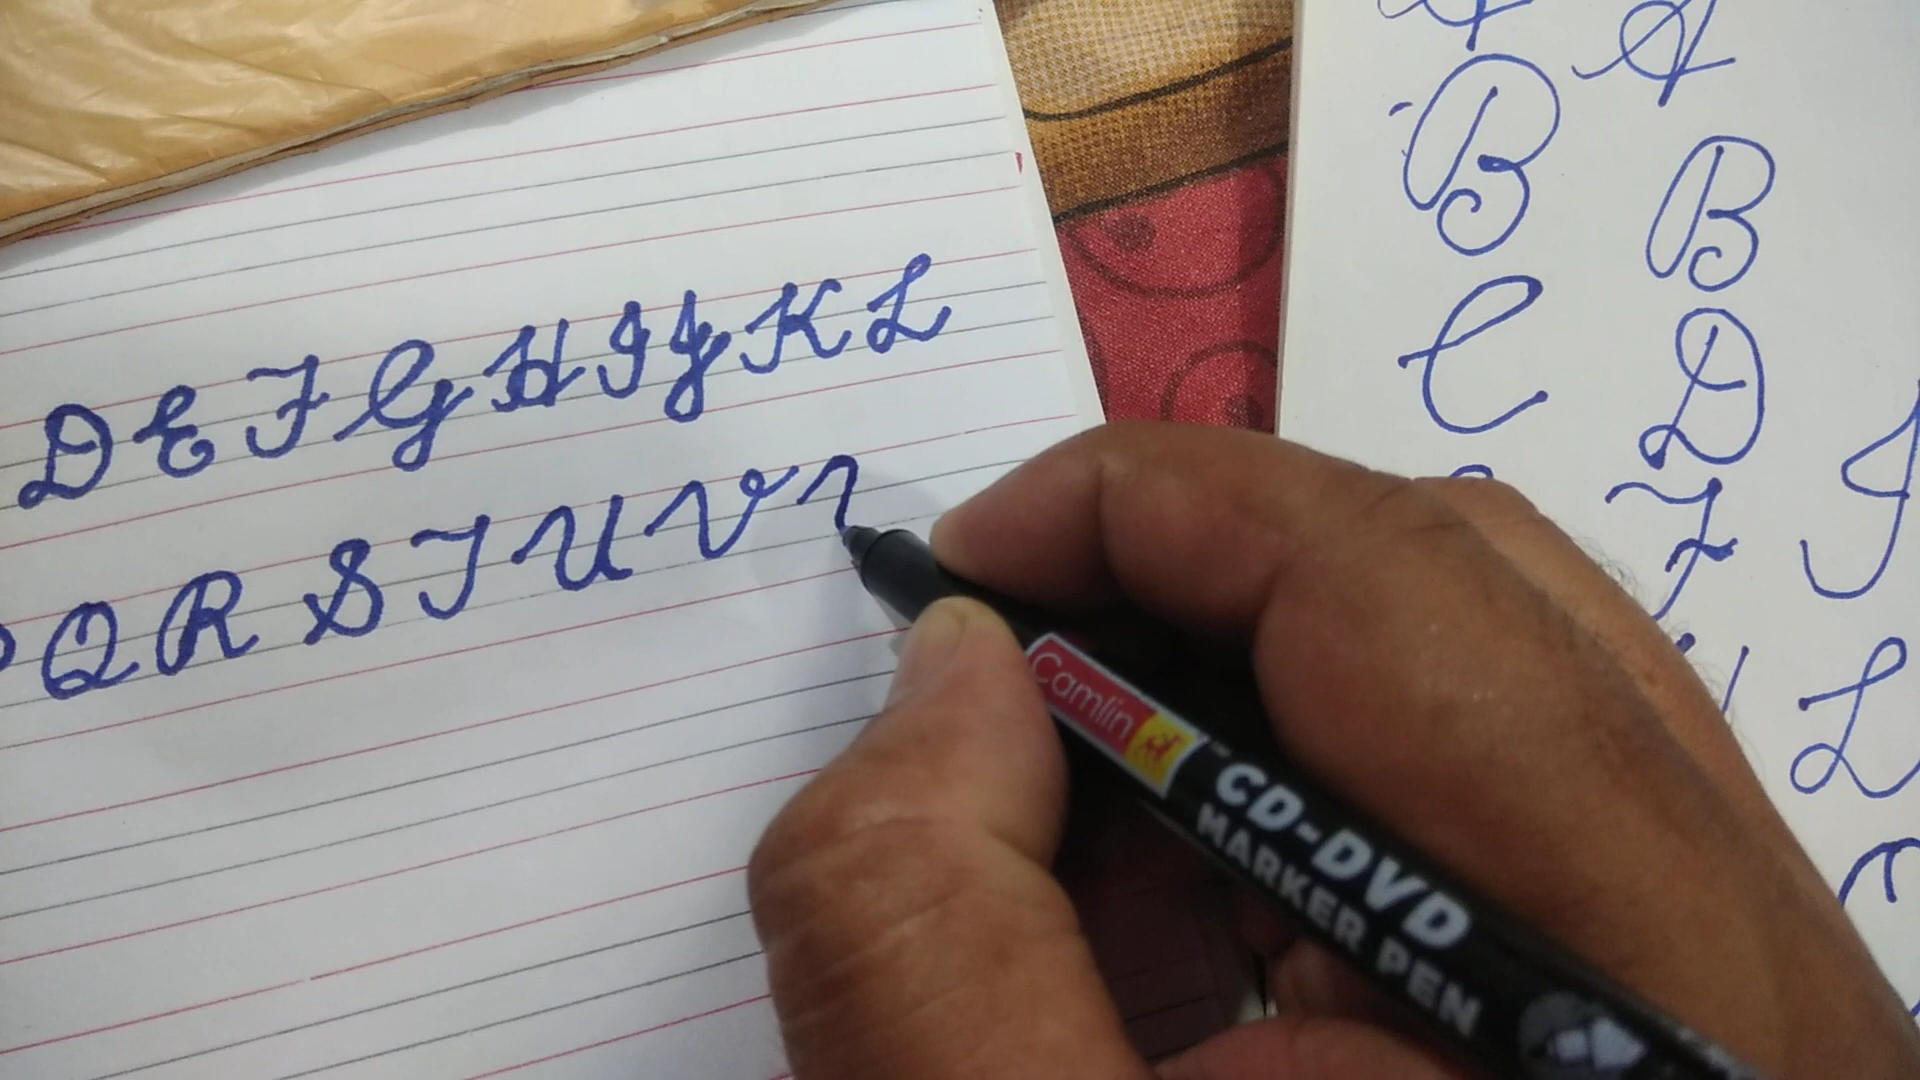 D E F G H I J K L
Q R S T U V
Camlin
CD-DVD
MARKER PEN
A A
B B
C D
F J
L